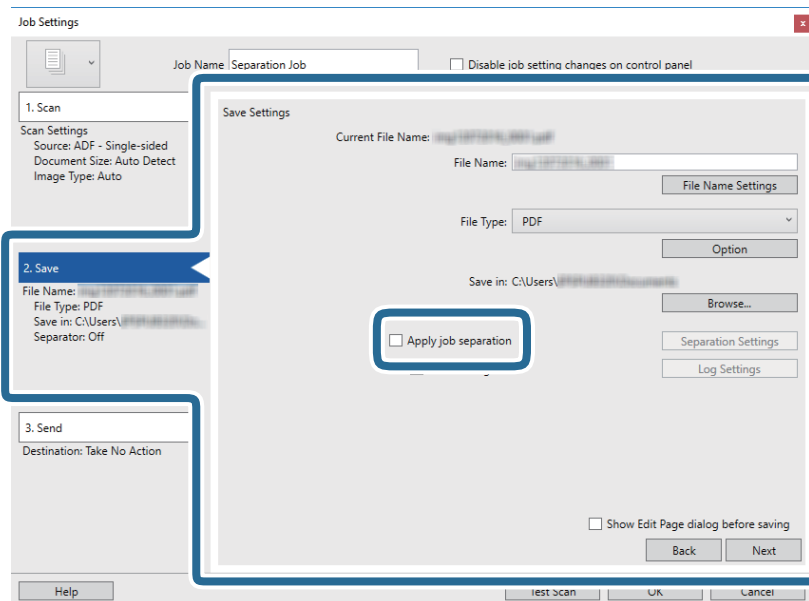 Job Settings
x
Job Name Separation Job
Disable job setting changes on control panel
1. Scan
Scan Settings
Source: ADF - Single-sided
Document Size: Auto Detect
Image Type: Auto
2. Save
File Name:
File Type: PDF
Save in: C:\Users\
Separator: Off
3. Send
Destination: Take No Action
Save Settings
Current File Name:
File Name:
File Name Settings
File Type: PDF
Option
Save in: C:\Users\
Browse...
Apply job separation
Separation Settings
Log Settings
Show Edit Page dialog before saving
Back
Next
Help
Test Scan
OK
Cancel